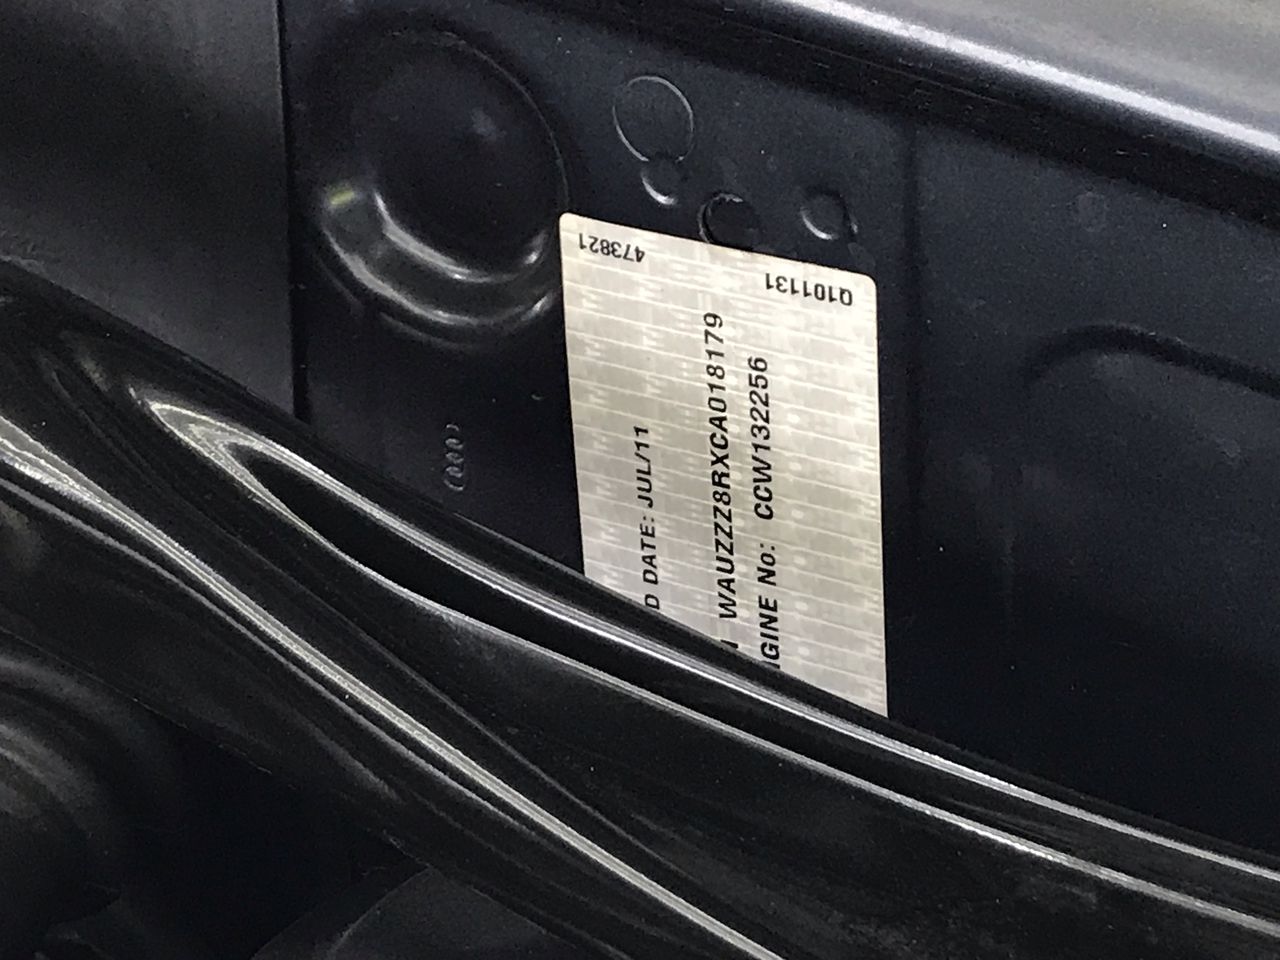 473821
Q101131
D DATE: JUL/11
WAUZZZ8RXCA018179
GINE No: CCW132256